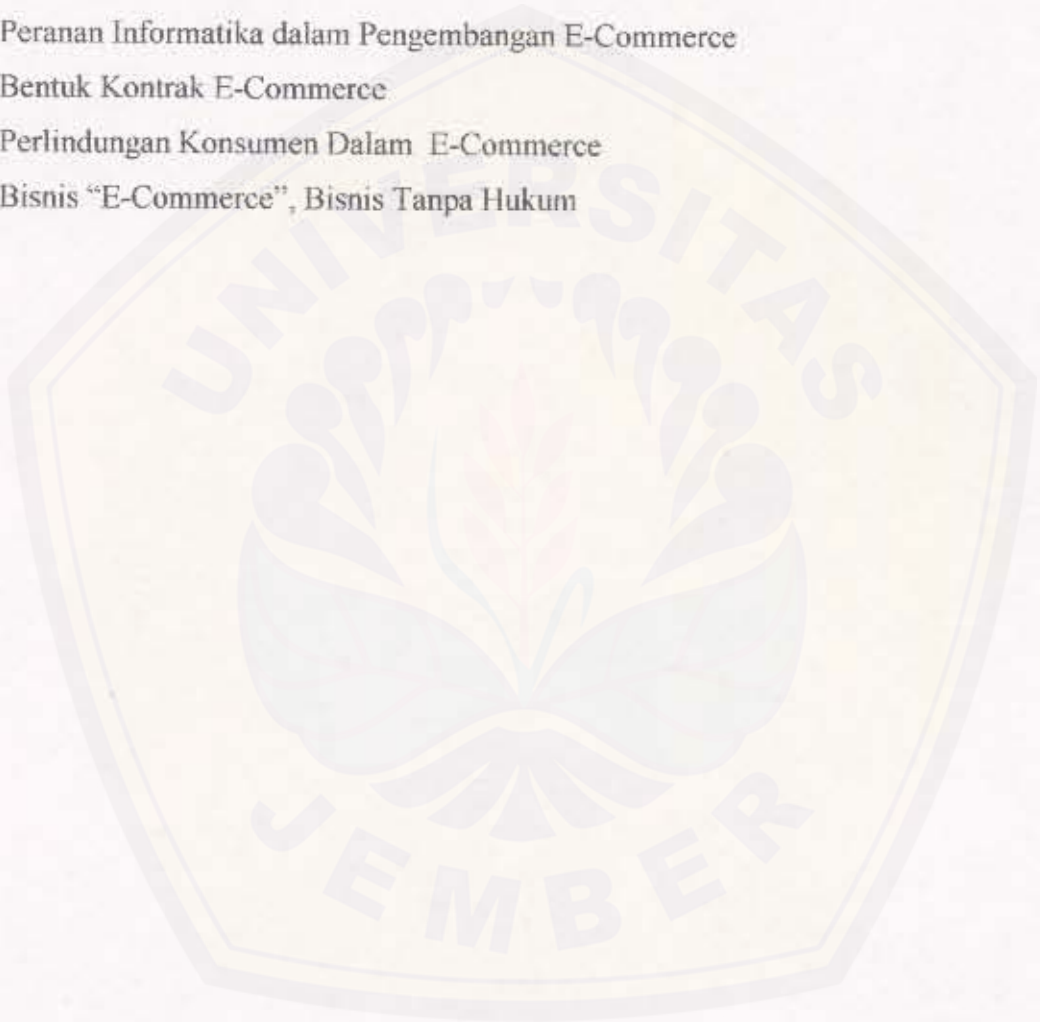 Peranan Informatika dalam Pengembangan E-Commerce
Bentuk Kontrak E-Commerce
Perlindungan Konsumen Dalam E-Commerce
Bisnis “E-Commerce”, Bisnis Tanpa Hukum
UNIVERSITAS
JEMBER